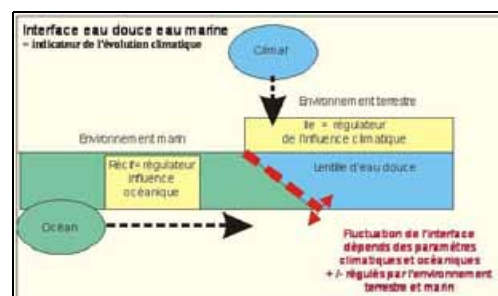 Interface eau douce eau marine
= indicateur de l'évolution climatique
Climat
Environnement terrestre
Environnement marin
Ile = régulateur
de l'influence climatique
Récif= régulateur
influence
océanique
Lentille d'eau douce
Océan
Fluctuation de l'interface
dépends des paramètres
climatiques et océaniques
+/- régulés par l'environnement
terrestre et marin